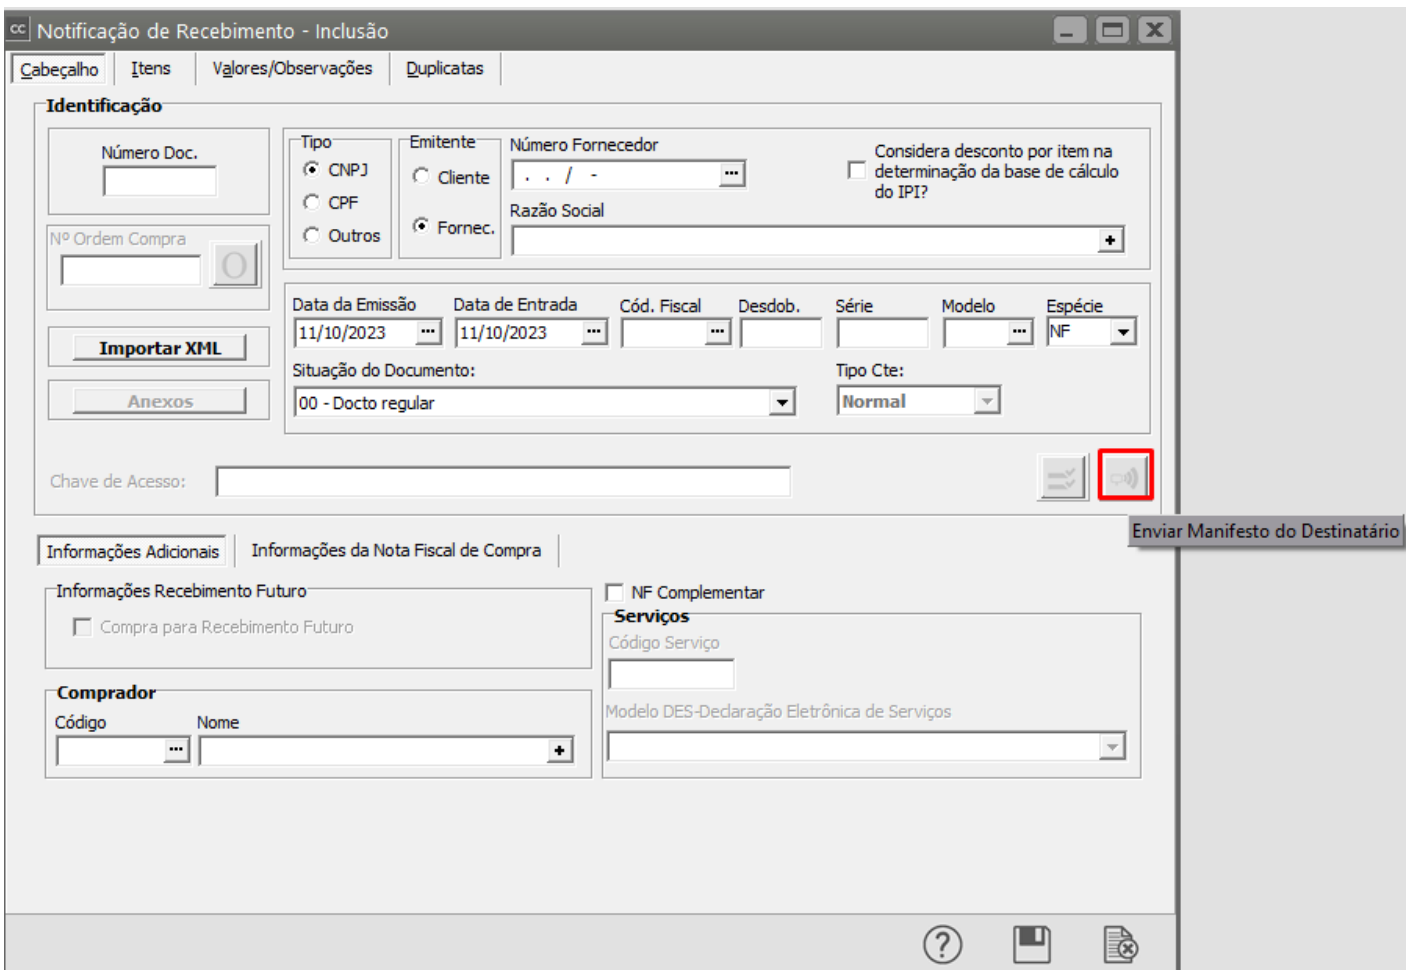 cc Notificação de Recebimento - Inclusão
Cabeçalho Itens Valores/Observações Duplicatas
Identificação
Número Doc.
Tipo
CNPJ
CPF
Outros
Emitente
Cliente
Fornec.
Número Fornecedor
. . / - ...
Considera desconto por item na
determinação da base de cálculo
do IPI?
Razão Social
+
Nº Ordem Compra
O
Importar XML
Anexos
Data da Emissão Data de Entrada Cód. Fiscal Desdob. Série Modelo Espécie
11/10/2023 ... 11/10/2023 ... ... ... NF
Situação do Documento: Tipo Cte:
00 - Docto regular Normal
Chave de Acesso:
Enviar Manifesto do Destinatário
Informações Adicionais Informações da Nota Fiscal de Compra
Informações Recebimento Futuro
Compra para Recebimento Futuro
NF Complementar
Serviços
Código Serviço
Modelo DES-Declaração Eletrônica de Serviços
Comprador
Código Nome
... +
?